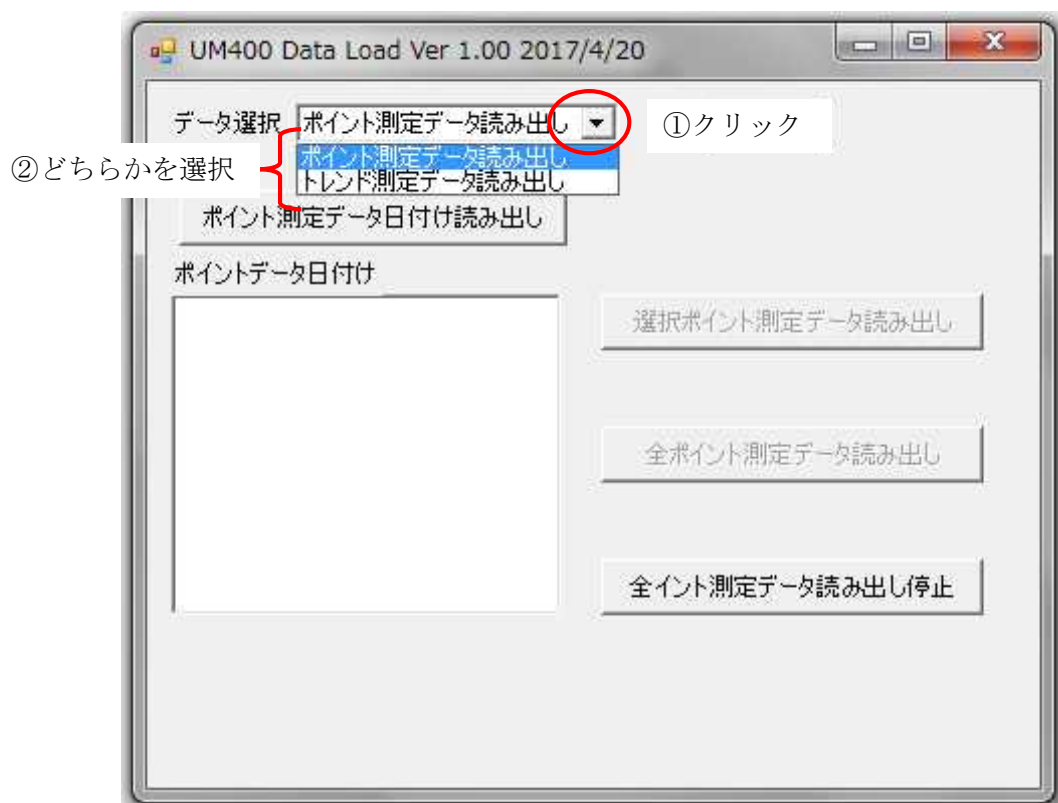 UM400 Data Load Ver 1.00 2017/4/20
データ選択 ポイント測定データ読み出し ①クリック
②どちらかを選択
ポイント測定データ読み出し
トレンド測定データ読み出し
ポイント測定データ日付け読み出し
ポイントデータ日付け
選択ポイント測定データ読み出し
全ポイント測定データ読み出し
全イント測定データ読み出し停止